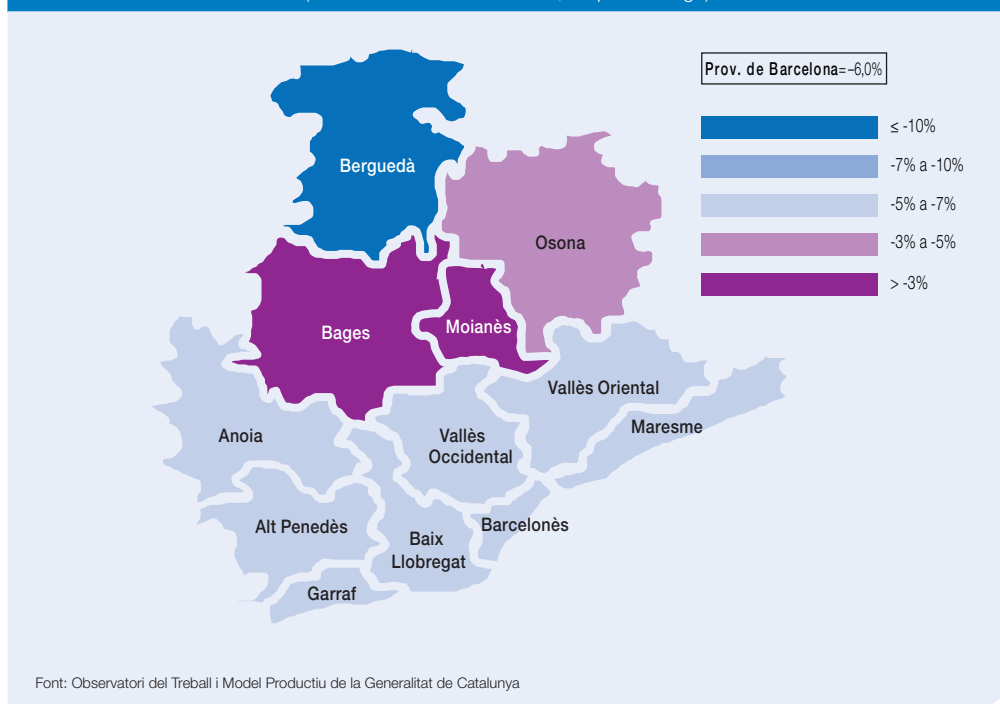 Prov. de Barcelona=–6,0%
≤ -10%
-7% a -10%
-5% a -7%
-3% a -5%
> -3%
Berguedà
Osona
Bages
Moianès
Vallès Oriental
Maresme
Anoia
Vallès
Occidental
Alt Penedès
Barcelonès
Baix
Llobregat
Garraf
Font: Observatori del Treball i Model Productiu de la Generalitat de Catalunya